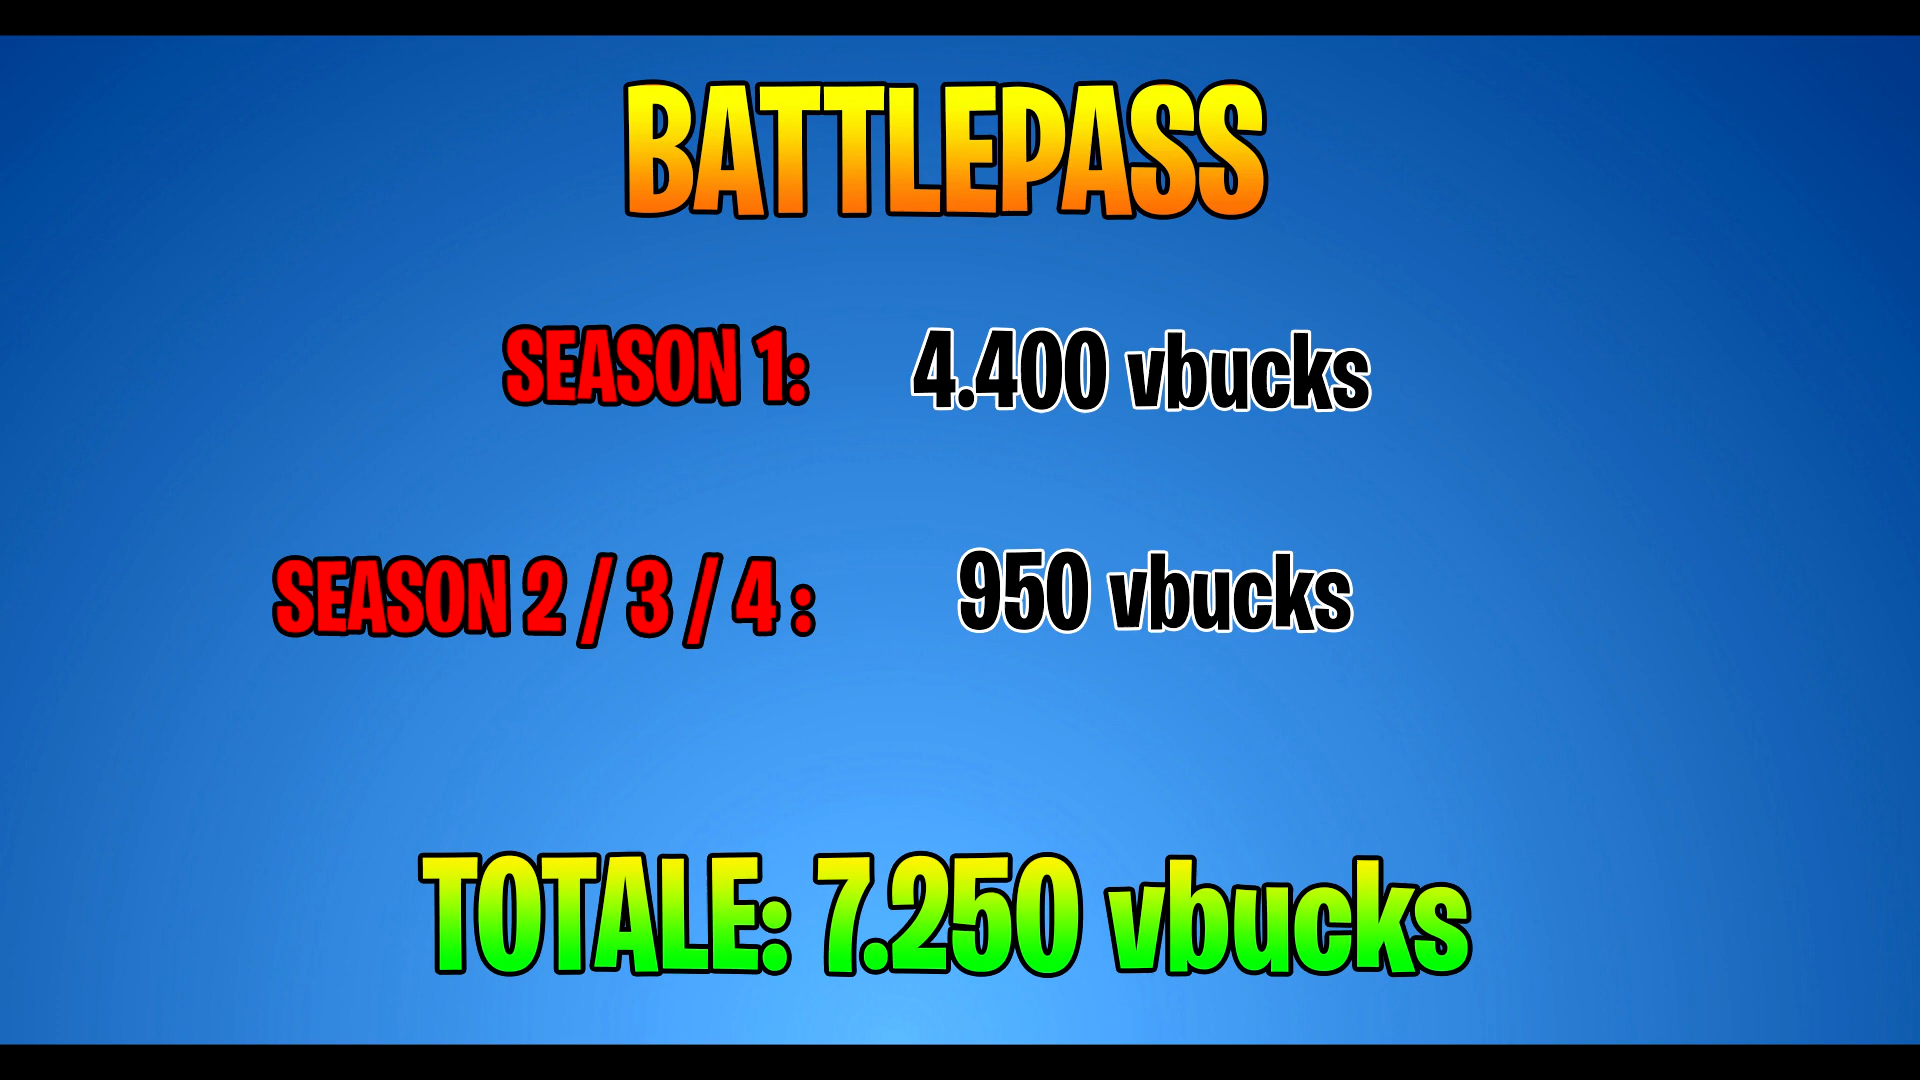 BATTLEPASS
SEASON 1: 4.400 vbucks
SEASON 2 / 3 / 4 : 950 vbucks
TOTALE: 7.250 vbucks